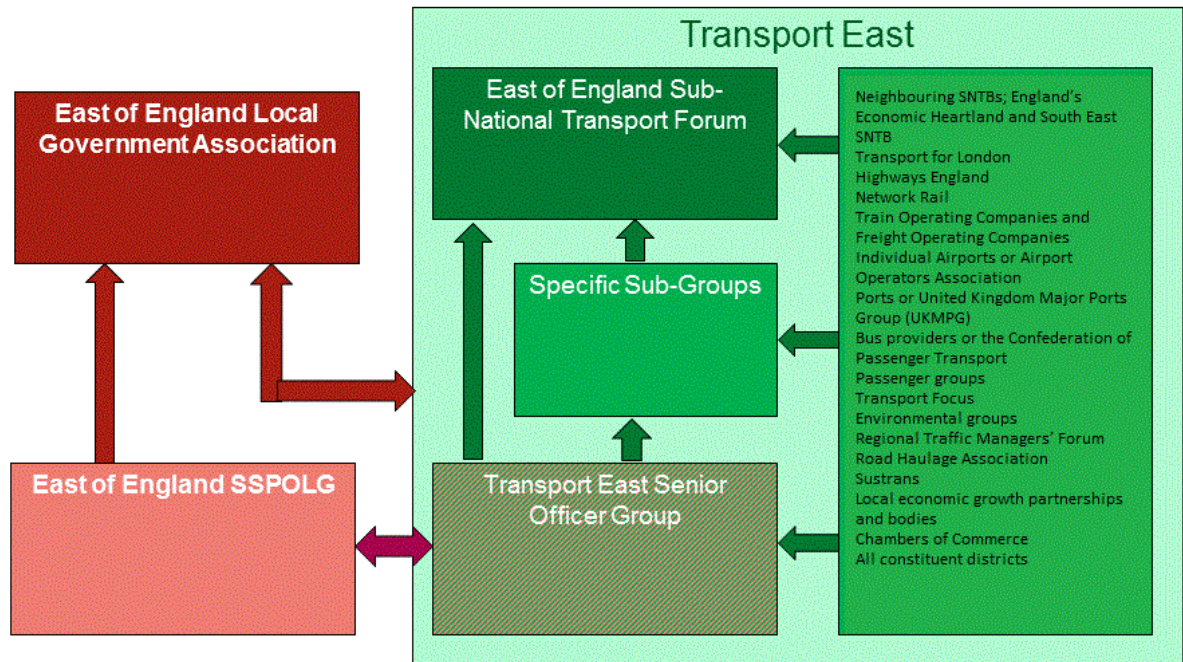 Transport East
East of England Local
Government Association
East of England Sub-
National Transport Forum
Specific Sub-Groups
East of England SSPOLG
Transport East Senior
Officer Group
Neighbouring SNTBs; England's
Economic Heartland and South East
SNTB
Transport for London
Highways England
Network Rail
Train Operating Companies and
Freight Operating Companies
Individual Airports or Airport
Operators Association
Ports or United Kingdom Major Ports
Group (UKMPG)
Bus providers or the Confederation of
Passenger Transport
Passenger groups
Transport Focus
Environmental groups
Regional Traffic Managers' Forum
Road Haulage Association
Sustrans
Local economic growth partnerships
and bodies
Chambers of Commerce
All constituent districts